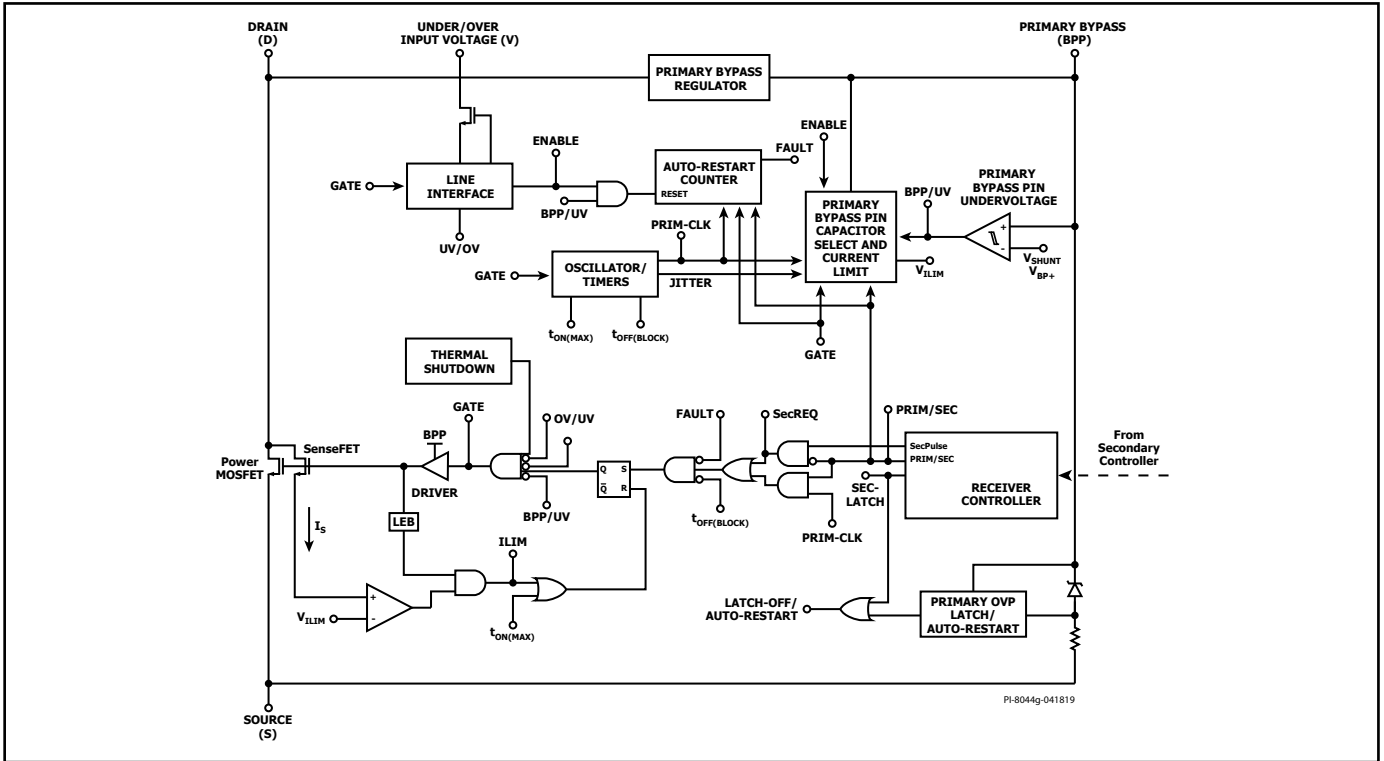 DRAIN
(D)
UNDER/OVER
INPUT VOLTAGE (V)
PRIMARY BYPASS
(BPP)
PRIMARY BYPASS
REGULATOR
ENABLE
ENABLE
FAULT
AUTO-RESTART
COUNTER
RESET
GATE
LINE
INTERFACE
BPP/UV
UV/OV
PRIMARY
BYPASS PIN
CAPACITOR
SELECT AND
CURRENT
LIMIT
BPP/UV
PRIMARY
BYPASS PIN
UNDERVOLTAGE
+
-
VSHUNT
VBP+
VILIM
PRIM-CLK
GATE
OSCILLATOR/
TIMERS
JITTER
tON(MAX)
tOFF(BLOCK)
GATE
THERMAL
SHUTDOWN
GATE
OV/UV
FAULT
SecREQ
PRIM/SEC
BPP
SenseFET
Power
MOSFET
DRIVER
BPP/UV
Q
Q̅
S
R
tOFF(BLOCK)
PRIM-CLK
SecPulse
PRIM/SEC
SEC-
LATCH
RECEIVER
CONTROLLER
From
Secondary
Controller
LEB
IS
ILIM
+
-
VILIM
tON(MAX)
LATCH-OFF/
AUTO-RESTART
PRIMARY OVP
LATCH/
AUTO-RESTART
PI-8044g-041819
SOURCE
(S)